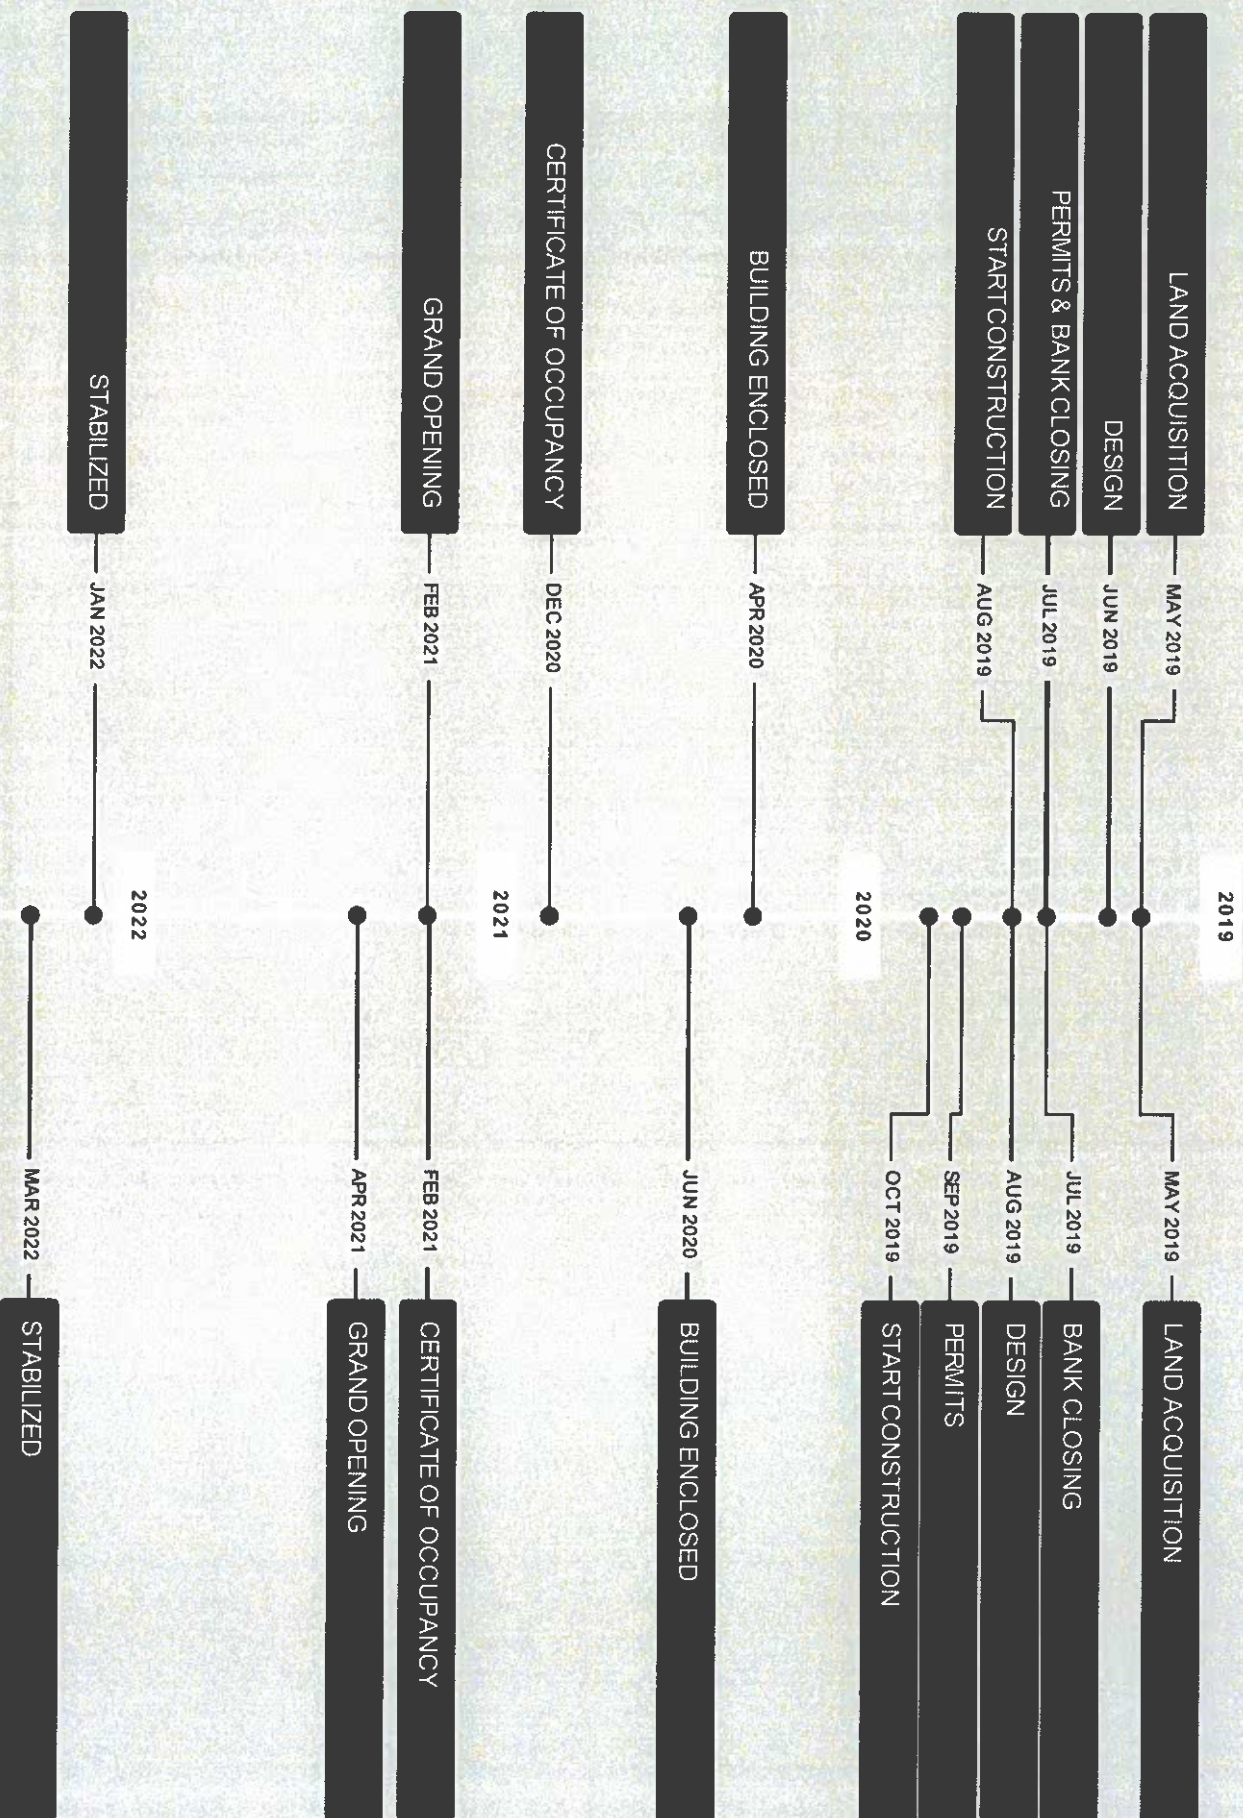 2019
LAND ACQUISITION
MAY 2019
MAY 2019
LAND ACQUISITION
DESIGN
JUN 2019
PERMITS & BANK CLOSING
JUL 2019
JUL 2019
BANK CLOSING
START CONSTRUCTION
AUG 2019
AUG 2019
DESIGN
SEP 2019
PERMITS
OCT 2019
START CONSTRUCTION
2020
BUILDING ENCLOSED
APR 2020
JUN 2020
BUILDING ENCLOSED
CERTIFICATE OF OCCUPANCY
DEC 2020
2021
GRAND OPENING
FEB 2021
FEB 2021
CERTIFICATE OF OCCUPANCY
APR 2021
GRAND OPENING
2022
STABILIZED
JAN 2022
MAR 2022
STABILIZED